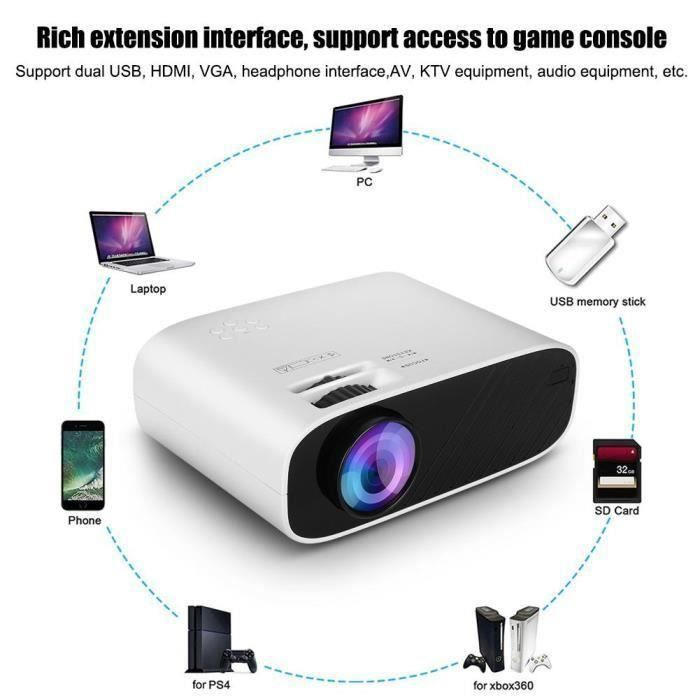 Rich extension interface, support access to game console
Support dual USB, HDMI, VGA, headphone interface,AV, KTV equipment, audio equipment, etc.
PC
Laptop
USB memory stick
Phone
32GB
SD Card
for PS4
for xbox360